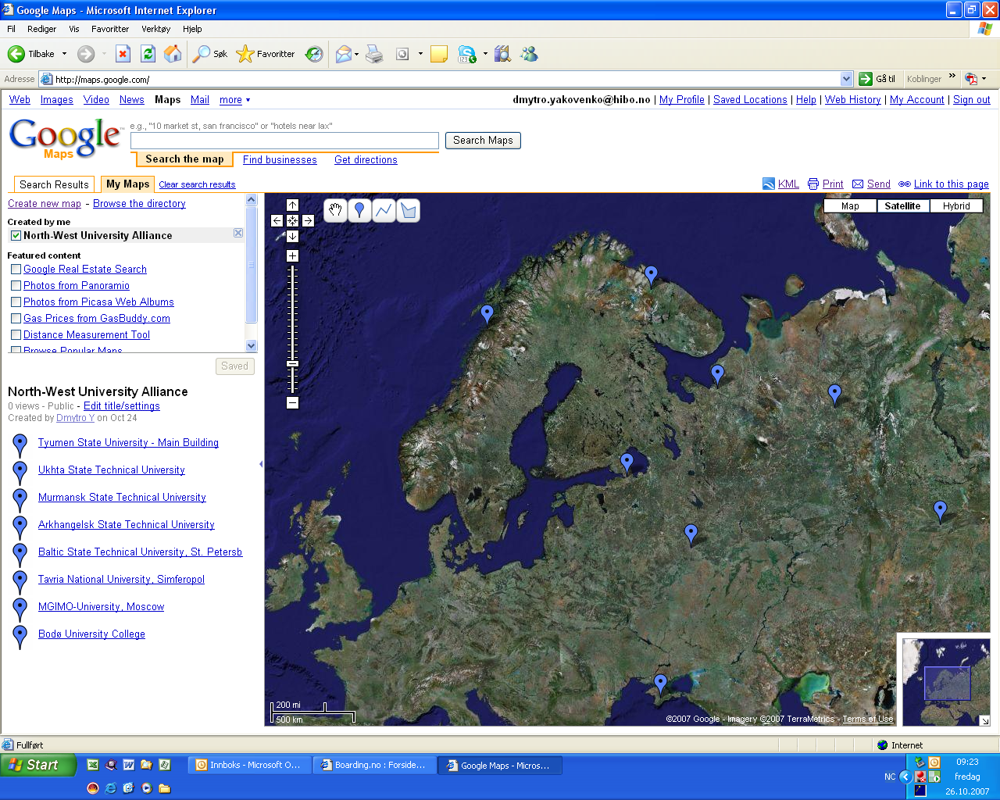 Google Maps - Microsoft Internet Explorer
Fil Rediger Vis Favoritter Verktøy Hjelp
Tilbake Søk Favoritter
Adresse http://maps.google.com/ Gå til Koblinger »
Web Images Video News Maps Mail more ▾ dmytro.yakovenko@hibo.no | My Profile | Saved Locations | Help | Web History | My Account | Sign out
Google Maps
e.g., "10 market st, san francisco" or "hotels near lax"
Search Maps
Search the map Find businesses Get directions
Search Results My Maps Clear search results KML Print Send Link to this page
Create new map - Browse the directory
Map Satellite Hybrid
Created by me
North-West University Alliance
Featured content
Google Real Estate Search
Photos from Panoramio
Photos from Picasa Web Albums
Gas Prices from GasBuddy.com
Distance Measurement Tool
Browse Popular Maps
Saved
North-West University Alliance
0 views - Public - Edit title/settings
Created by Dmytro Y on Oct 24
Tyumen State University - Main Building
Ukhta State Technical University
Murmansk State Technical University
Arkhangelsk State Technical University
Baltic State Technical University, St. Petersb
Tavria National University, Simferopol
MGIMO-University, Moscow
Bodø University College
200 mi
500 km
©2007 Google - Imagery ©2007 TerraMetrics - Terms of Use
Fullført Internet
Start Innboks - Microsoft O... Boarding.no : Forside... Google Maps - Micros... NC 09:23
fredag
26.10.2007